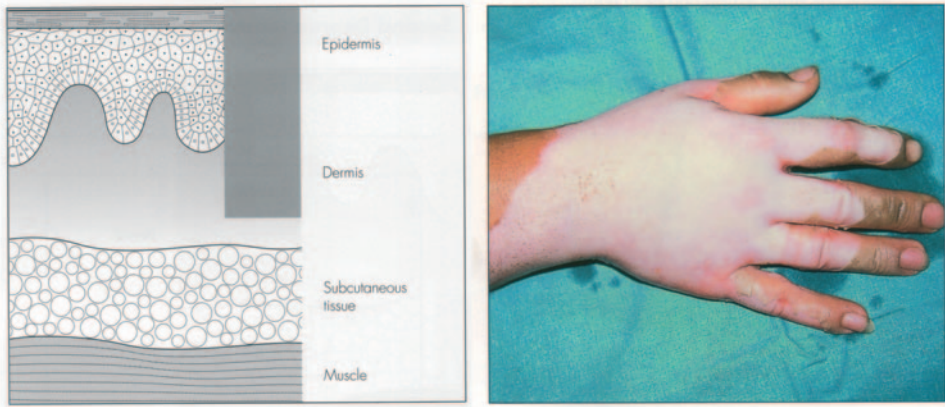 Epidermis
Dermis
Subcutaneous
tissue
Muscle